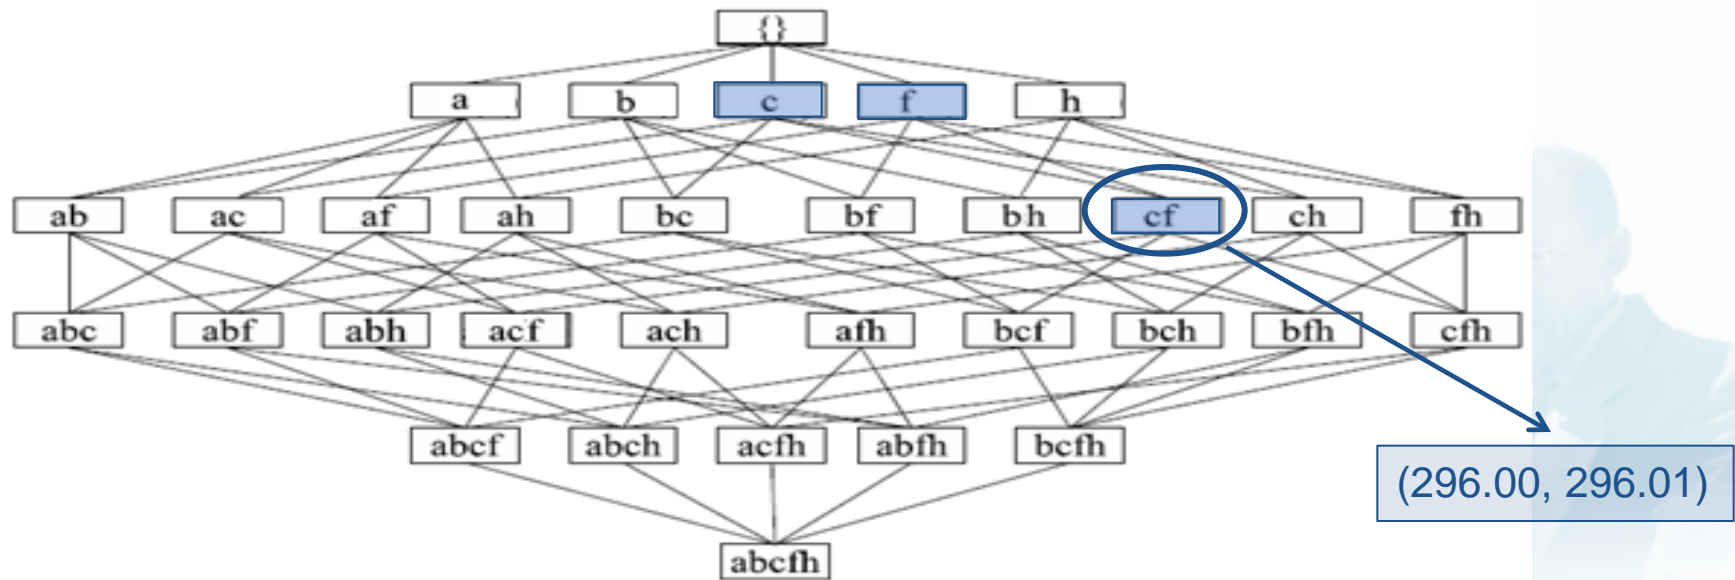 {}
a b c f h
ab ac af ah bc bf bh cf ch fh
abc abf abh acf ach afh bcf bch bfh cfh
abcf abch acfh abfh bcfh
(296.00, 296.01)
abcfh